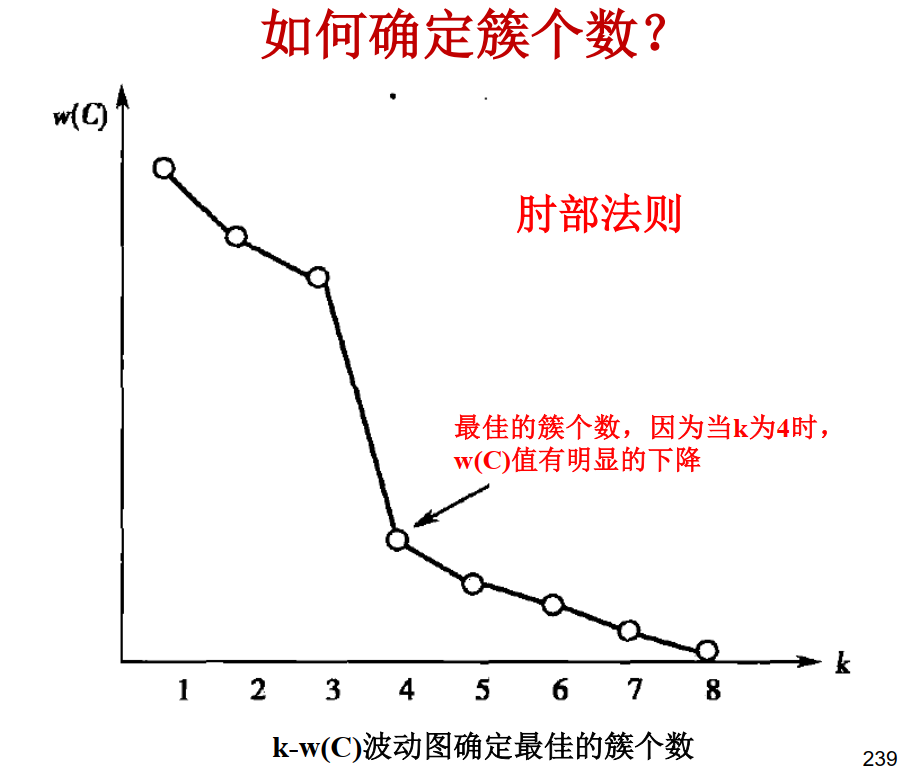 如何确定簇个数？
w(C)
肘部法则
最佳的簇个数，因为当k为4时，
w(C)值有明显的下降
k
1 2 3 4 5 6 7 8
k-w(C)波动图确定最佳的簇个数
239